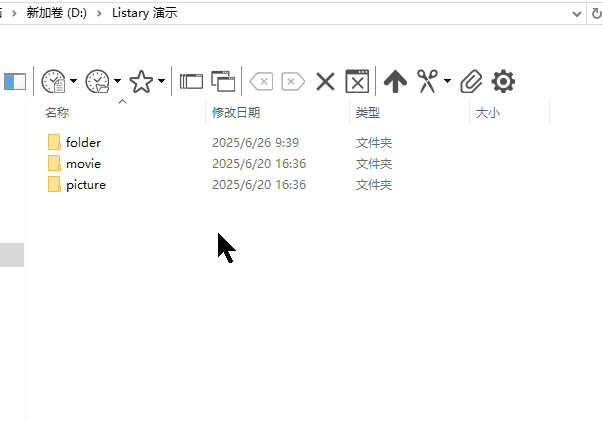 新加卷 (D:) Listary 演示
名称 修改日期 类型 大小
folder 2025/6/26 9:39 文件夹
movie 2025/6/20 16:36 文件夹
picture 2025/6/20 16:36 文件夹